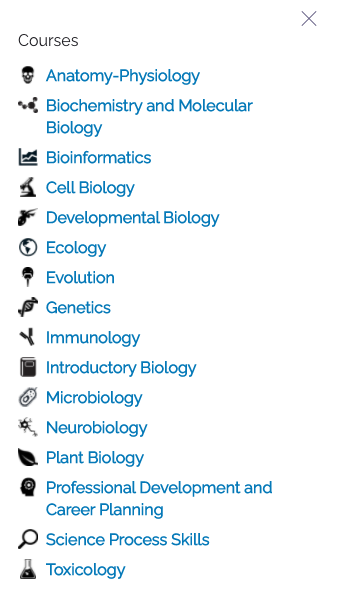 Courses
Anatomy-Physiology
Biochemistry and Molecular
Biology
Bioinformatics
Cell Biology
Developmental Biology
Ecology
Evolution
Genetics
Immunology
Introductory Biology
Microbiology
Neurobiology
Plant Biology
Professional Development and
Career Planning
Science Process Skills
Toxicology